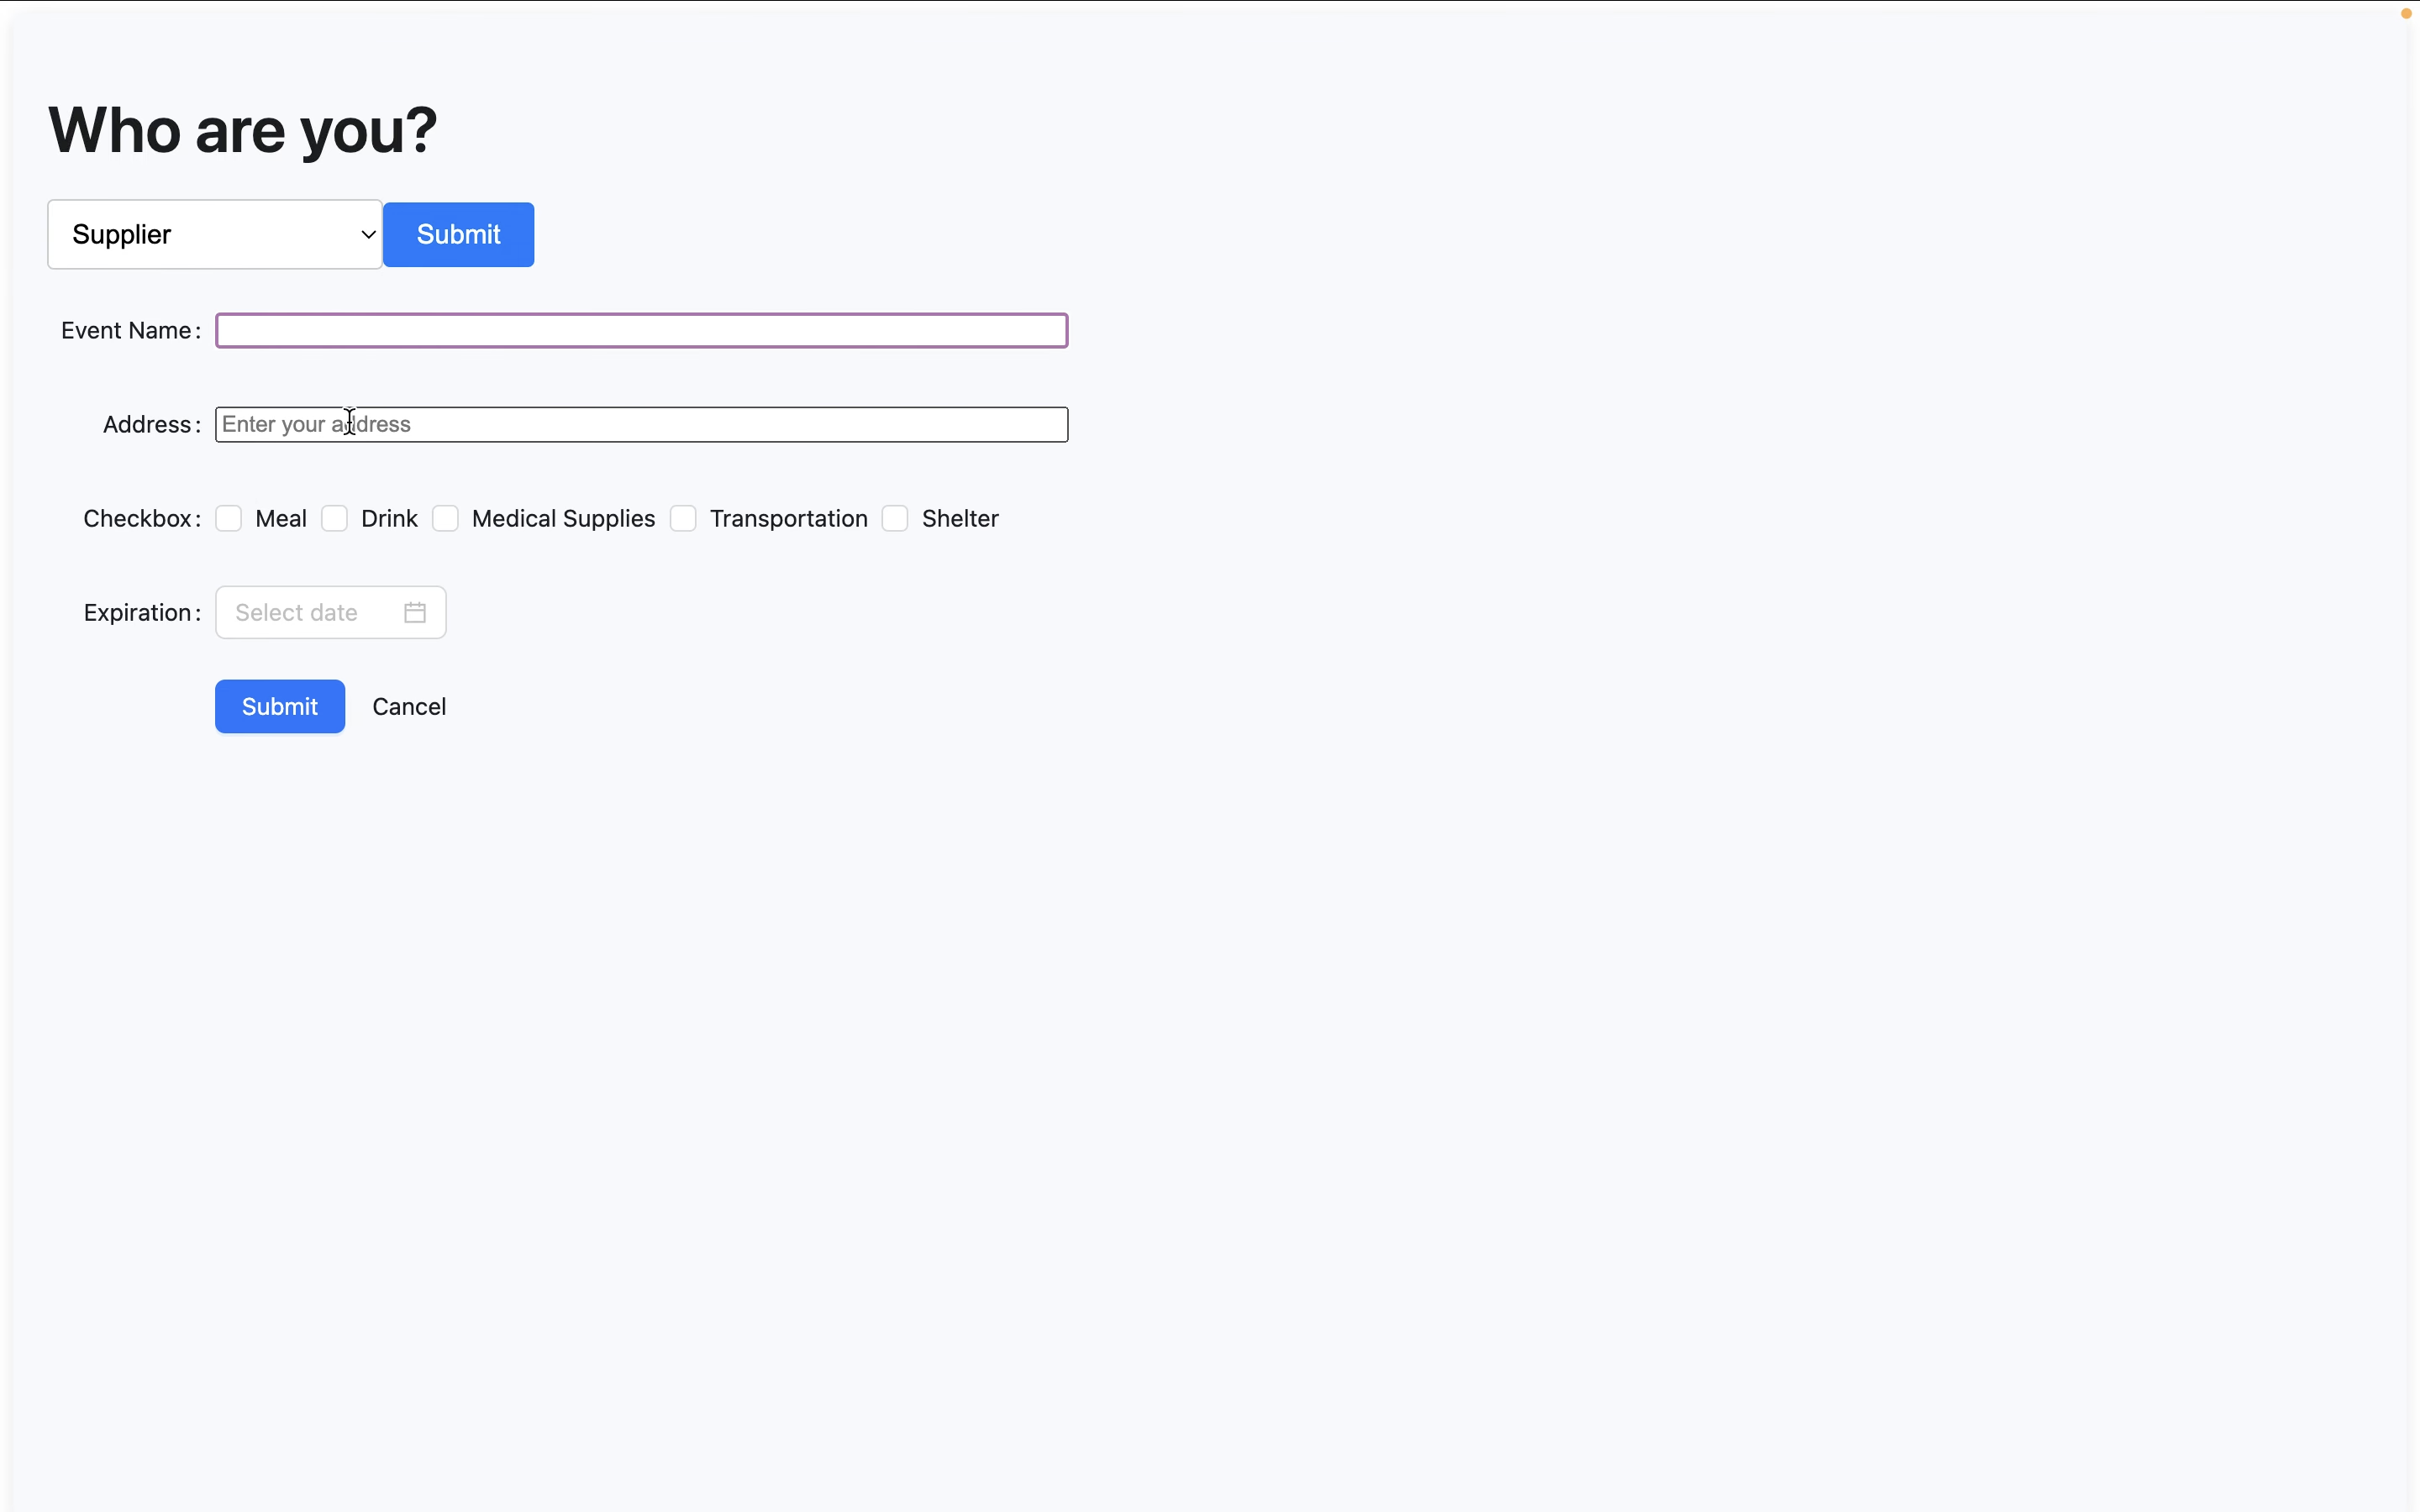 Who are you?
Supplier Submit
Event Name:
Address: Enter your address
Checkbox: Meal Drink Medical Supplies Transportation Shelter
Expiration: Select date
Submit Cancel